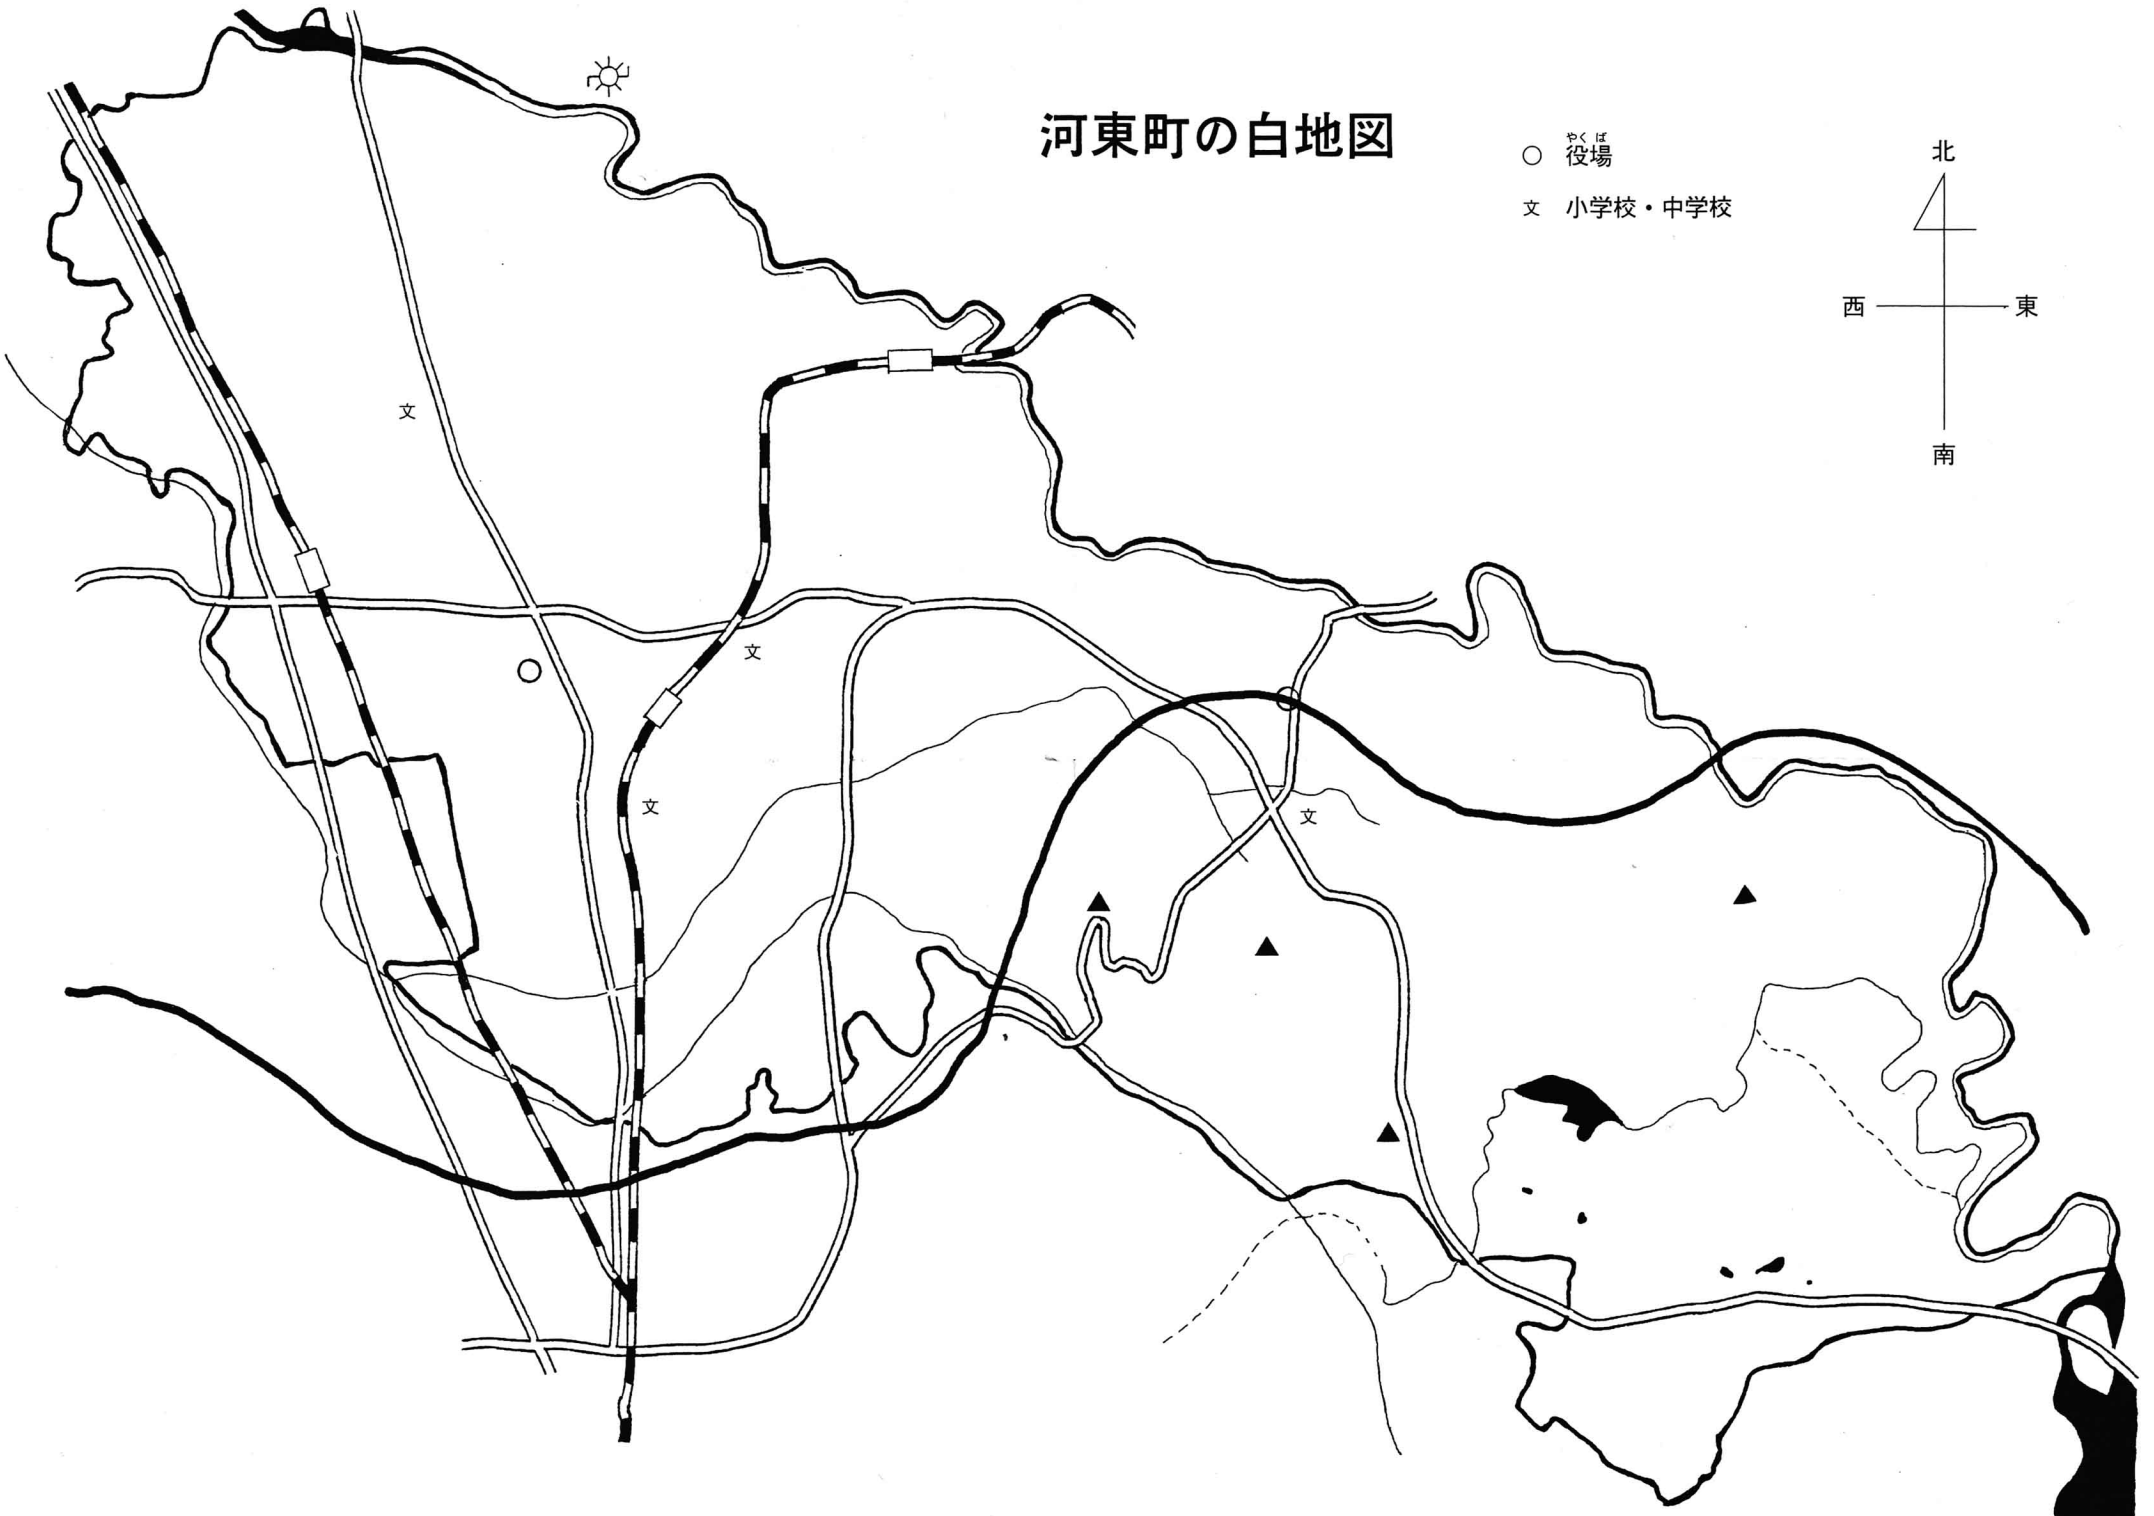 河東町の白地図
やくば
○ 役場
文 小学校・中学校
北
西
東
南
文
文
文
文